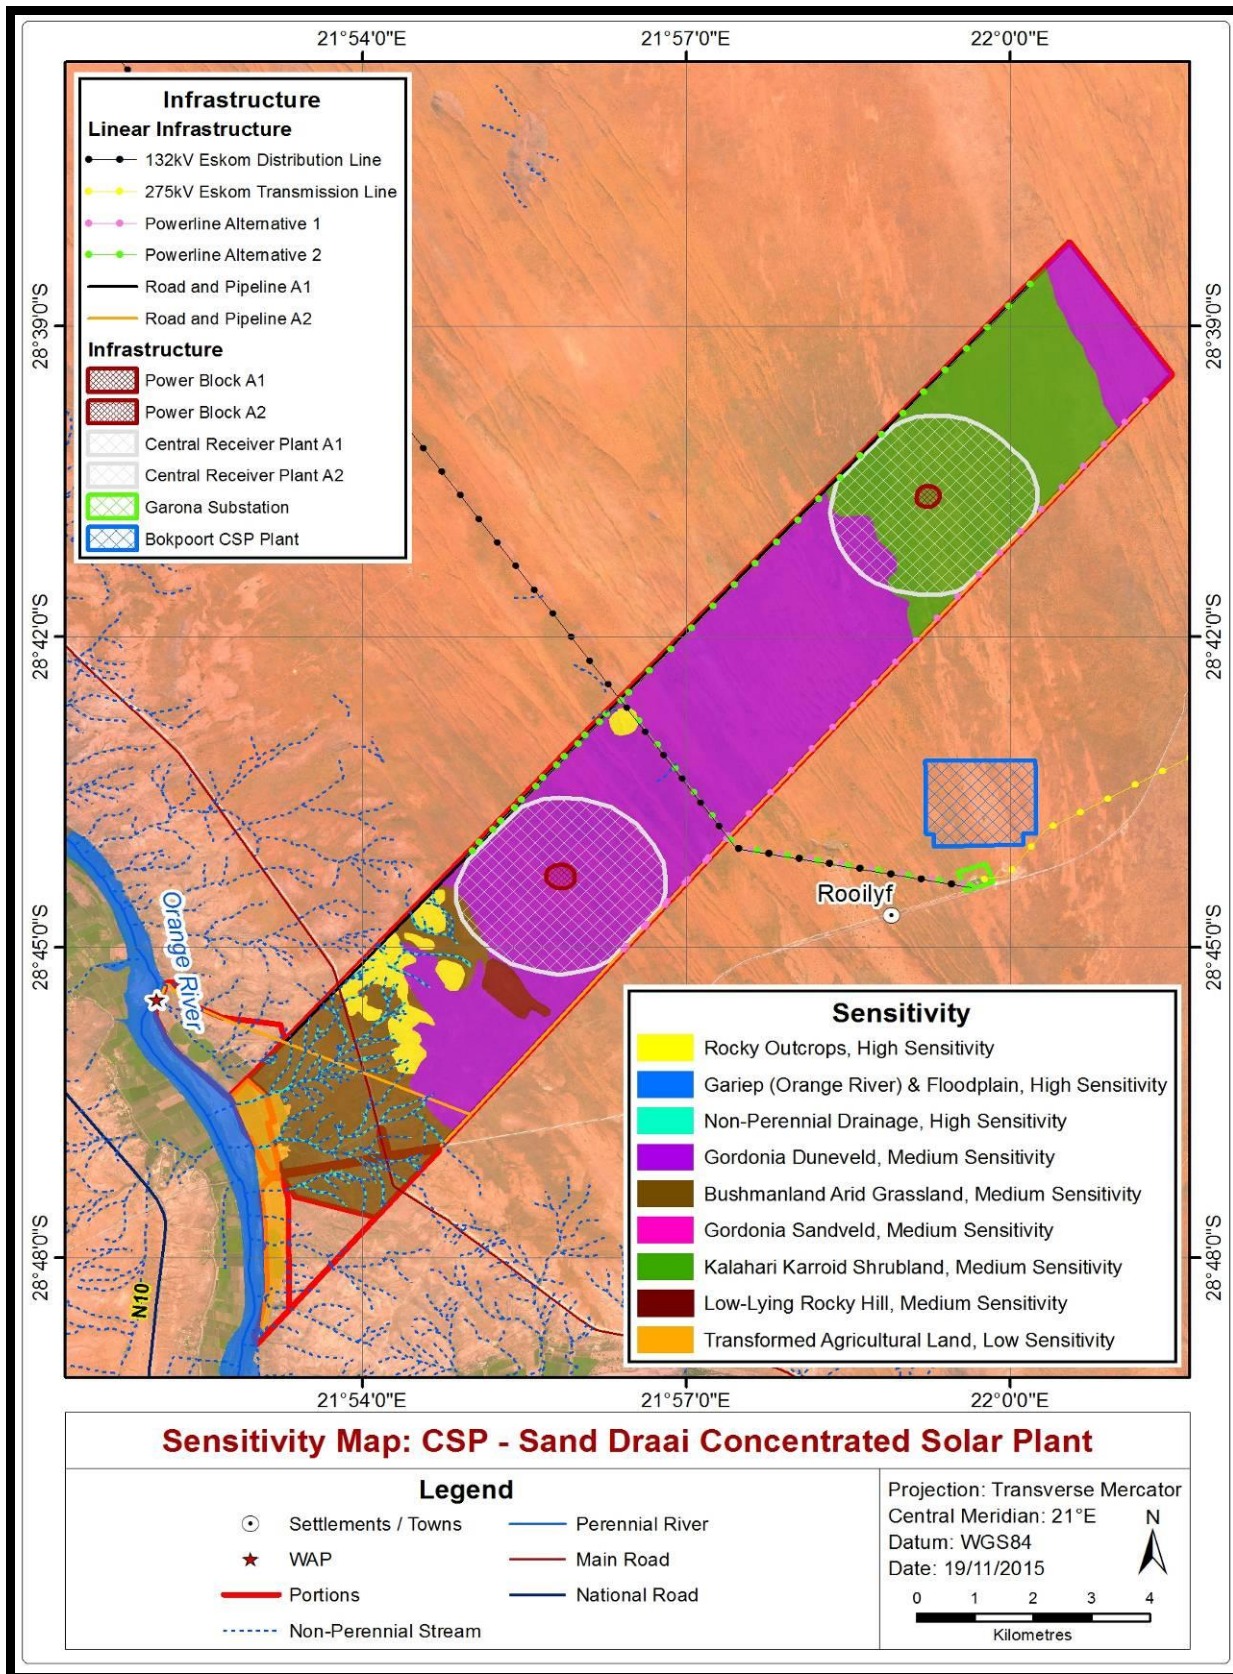 21°54'0"E
21°57'0"E
22°0'0"E
Infrastructure
Linear Infrastructure
132kV Eskom Distribution Line
275kV Eskom Transmission Line
Powerline Alternative 1
Powerline Alternative 2
Road and Pipeline A1
Road and Pipeline A2
Infrastructure
Power Block A1
Power Block A2
Central Receiver Plant A1
Central Receiver Plant A2
Garona Substation
Bokpoort CSP Plant
28°39'0"S
28°39'0"S
28°42'0"S
28°42'0"S
28°45'0"S
28°45'0"S
28°48'0"S
28°48'0"S
Rooilyf
Orange River
N10
Sensitivity
Rocky Outcrops, High Sensitivity
Gariep (Orange River) & Floodplain, High Sensitivity
Non-Perennial Drainage, High Sensitivity
Gordonia Duneveld, Medium Sensitivity
Bushmanland Arid Grassland, Medium Sensitivity
Gordonia Sandveld, Medium Sensitivity
Kalahari Karroid Shrubland, Medium Sensitivity
Low-Lying Rocky Hill, Medium Sensitivity
Transformed Agricultural Land, Low Sensitivity
21°54'0"E
21°57'0"E
22°0'0"E
Sensitivity Map: CSP - Sand Draai Concentrated Solar Plant
Legend
Settlements / Towns
WAP
Portions
Non-Perennial Stream
Perennial River
Main Road
National Road
Projection: Transverse Mercator
Central Meridian: 21°E
Datum: WGS84
Date: 19/11/2015
N
0 1 2 3 4
Kilometres